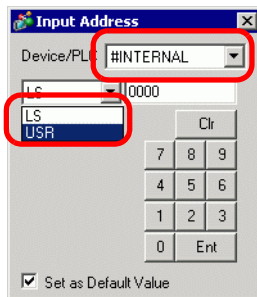 Input Address
Device/PLC #INTERNAL
LS 0000
LS
USR
Clr
7 8 9
4 5 6
1 2 3
0 Ent
Set as Default Value